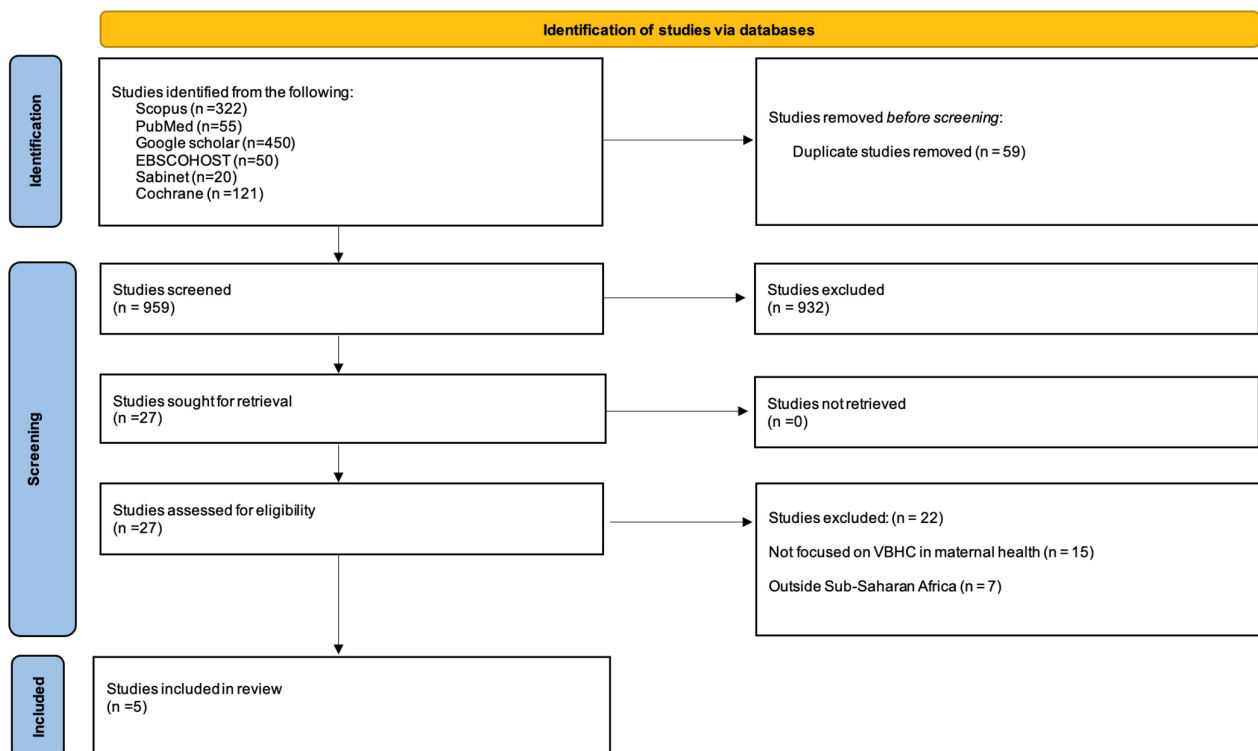 Identification of studies via databases
Identification
Studies identified from the following:
Scopus (n =322)
PubMed (n=55)
Google scholar (n=450)
EBSCOHOST (n=50)
Sabinet (n=20)
Cochrane (n =121)
Studies removed before screening:
Duplicate studies removed (n = 59)
Screening
Studies screened
(n = 959)
Studies excluded
(n = 932)
Studies sought for retrieval
(n =27)
Studies not retrieved
(n =0)
Studies assessed for eligibility
(n =27)
Studies excluded: (n = 22)
Not focused on VBHC in maternal health (n = 15)
Outside Sub-Saharan Africa (n = 7)
Included
Studies included in review
(n =5)